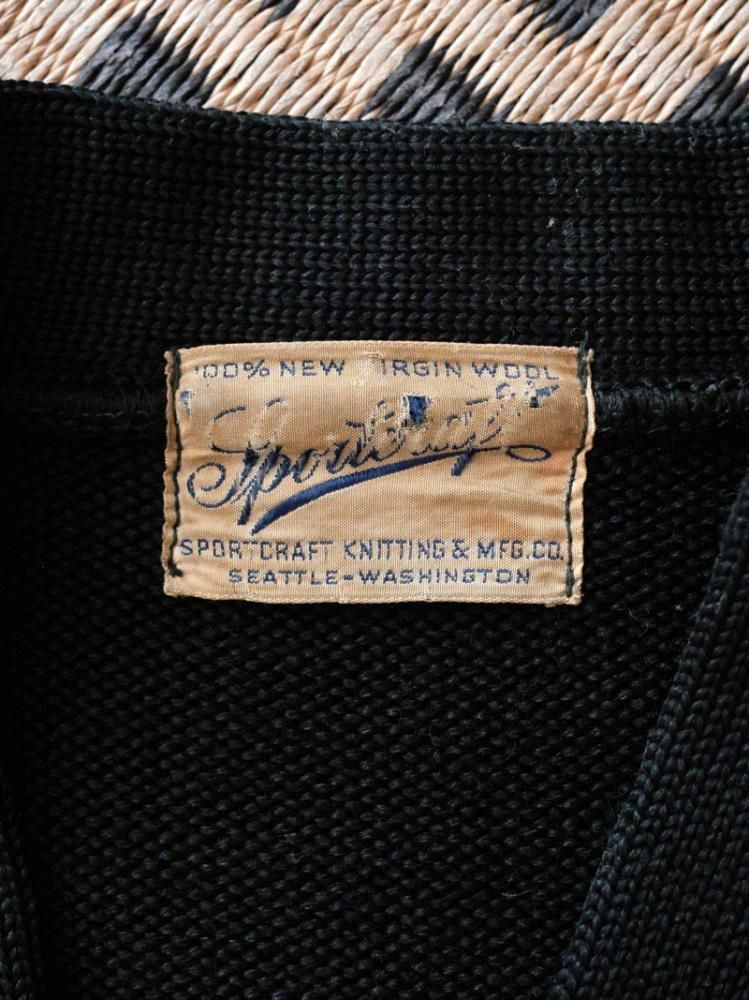 100% NEW VIRGIN WOOL
Sportcraft
SPORTCRAFT KNITTING & MFG. CO.
SEATTLE-WASHINGTON